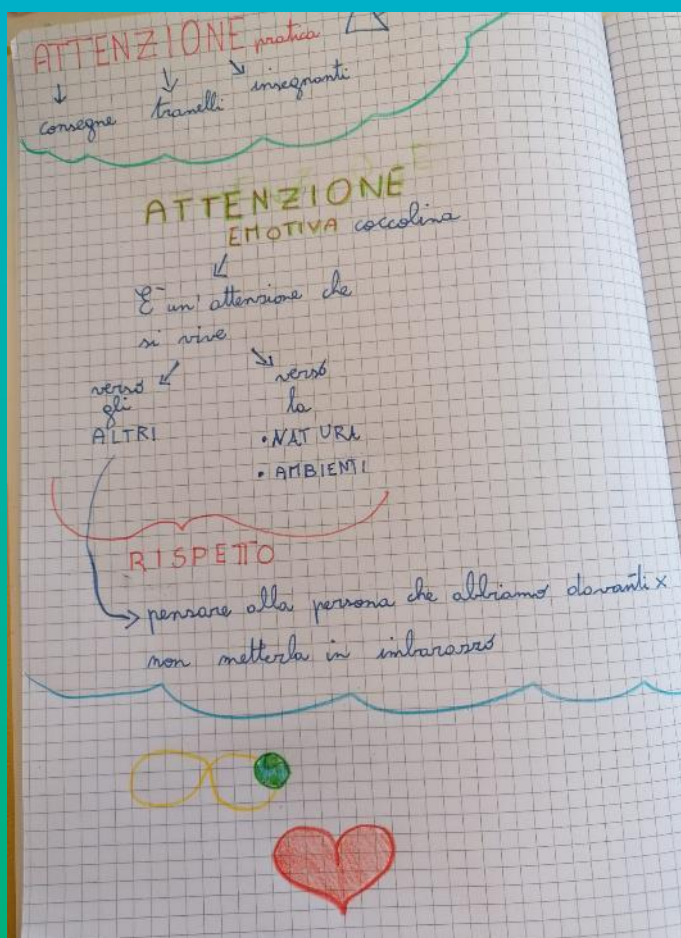 ATTENZIONE pratica
consegne tranelli insegnanti
ATTENZIONE
EMOTIVA coccolina
È un' attenzione che
si vive
verso
gli
ALTRI
verso
la
• NATURA
• AMBIENTI
RISPETTO
pensare alla persona che abbiamo davanti x
non metterla in imbarazzo